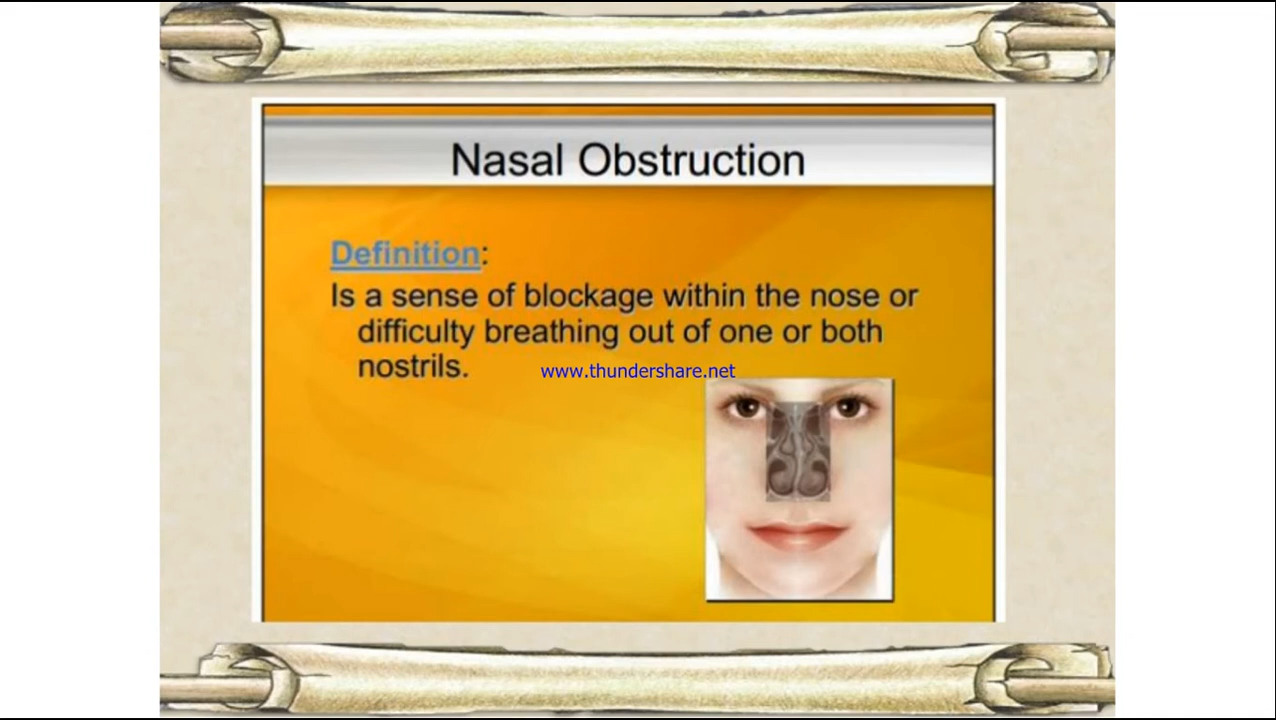 Nasal Obstruction
Definition:
Is a sense of blockage within the nose or
difficulty breathing out of one or both
nostrils.
www.thundershare.net